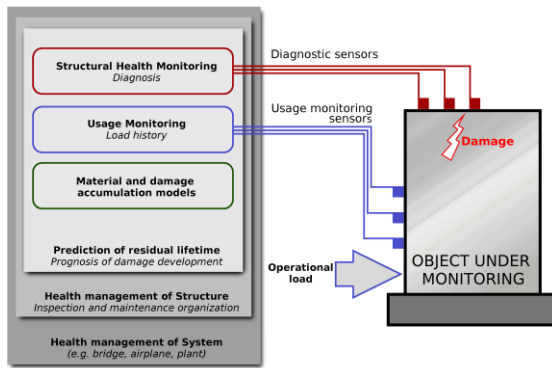 Structural Health Monitoring
Diagnosis
Usage Monitoring
Load history
Material and damage
accumulation models
Prediction of residual lifetime
Prognosis of damage development
Health management of Structure
Inspection and maintenance organization
Health management of System
(e.g. bridge, airplane, plant)
Diagnostic sensors
Usage monitoring
sensors
Damage
Operational
load
OBJECT UNDER
MONITORING